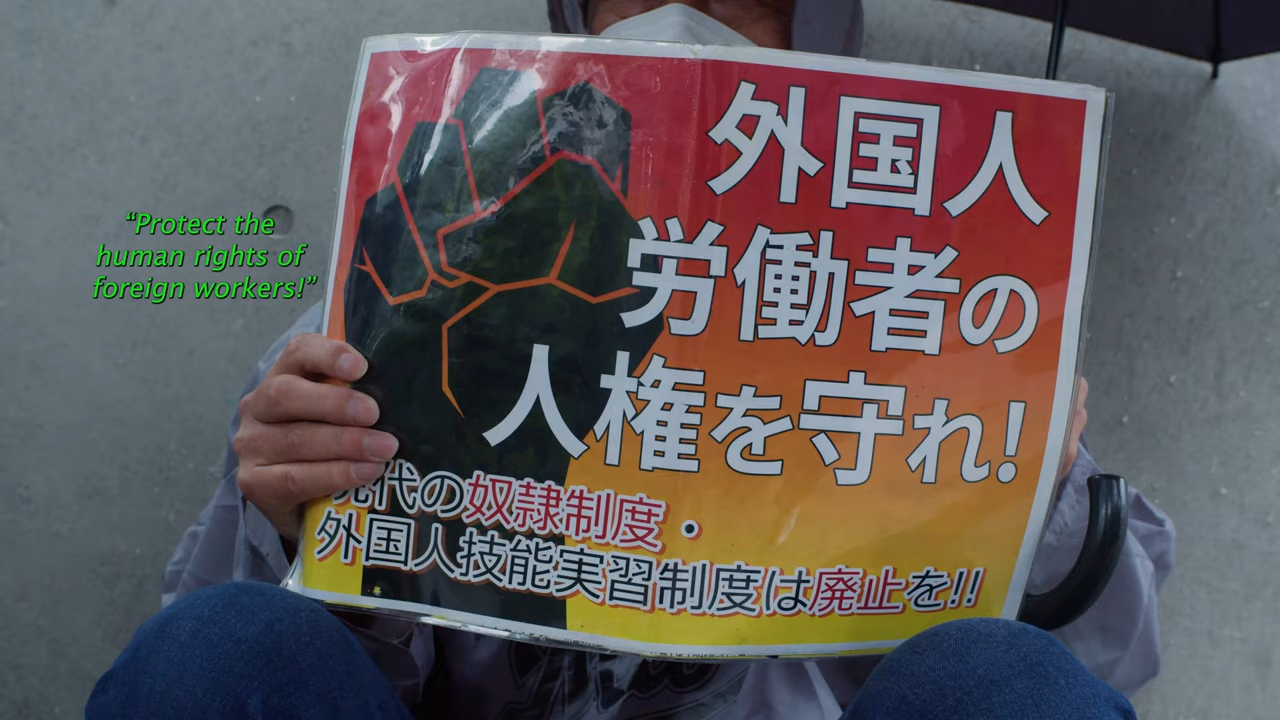 “Protect the
human rights of
foreign workers!”
外国人
労働者の
人権を守れ!
現代の奴隷制度・
外国人技能実習制度は廃止を!!